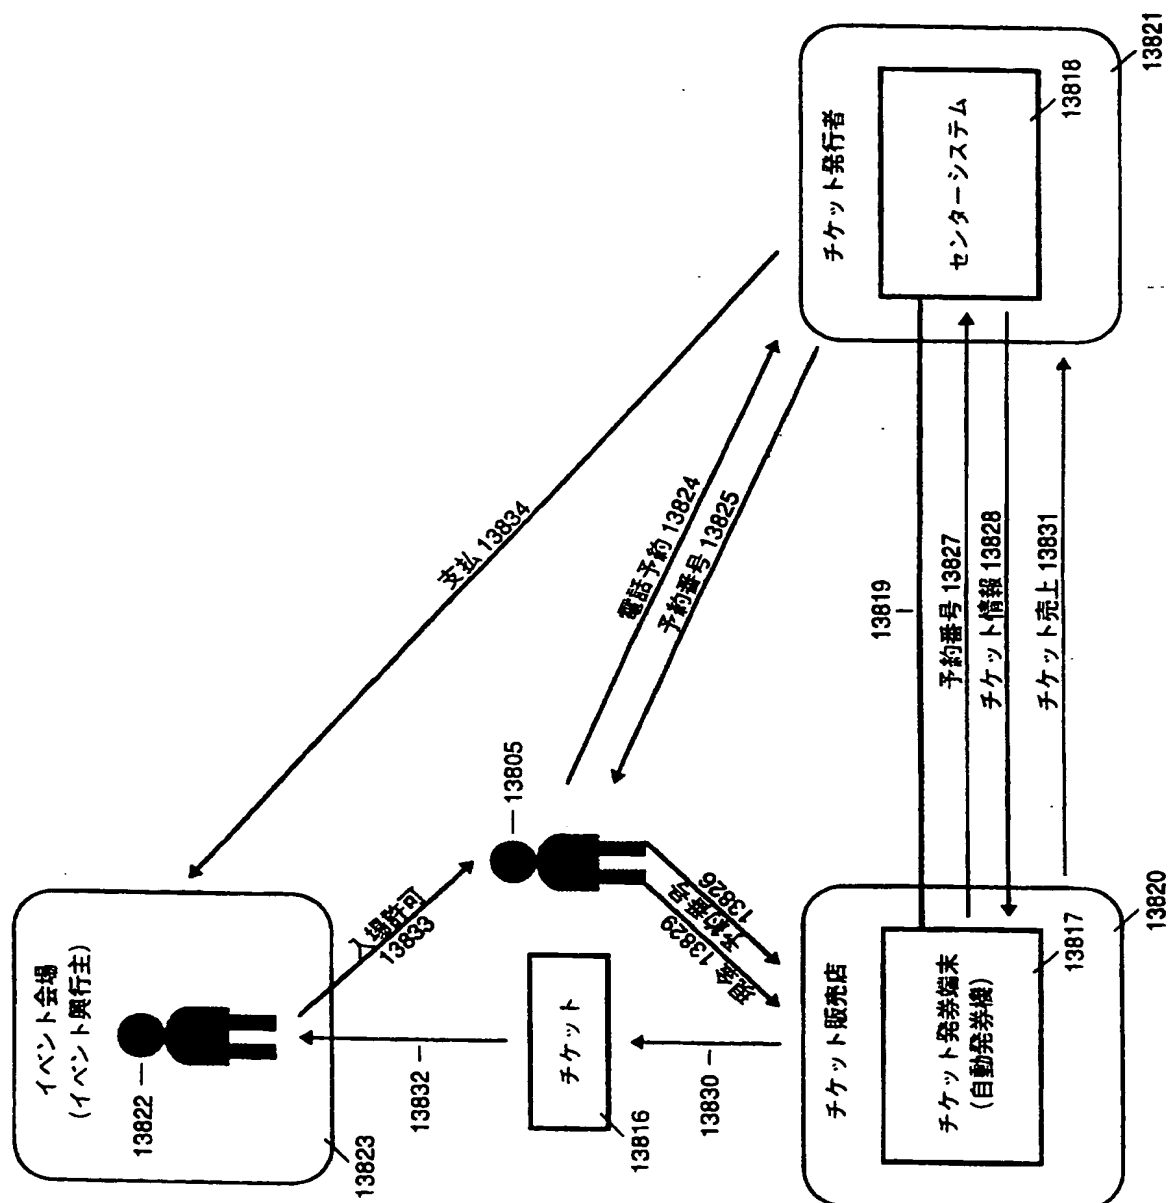 イベント会場
(イベント興行主)
13822
13823
入場許可
13833
13832
支払 13834
13805
チケット
13816
電話予約 13824
予約番号 13825
現金
13829
予約番号
13826
13830
チケット販売店
チケット発券端末
(自動発券機)
13817
13820
13819
予約番号 13827
チケット情報 13828
チケット売上 13831
チケット発行者
センターシステム
13818
13821